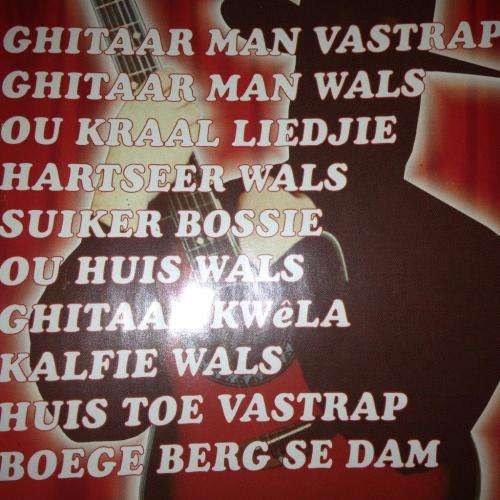 GHITAAR MAN VASTRAP
GHITAAR MAN WALS
OU KRAAL LIEDJIE
HARTSEER WALS
SUIKER BOSSIE
OU HUIS WALS
GHITAAR KWêLA
KALFIE WALS
HUIS TOE VASTRAP
BOEGE BERG SE DAM